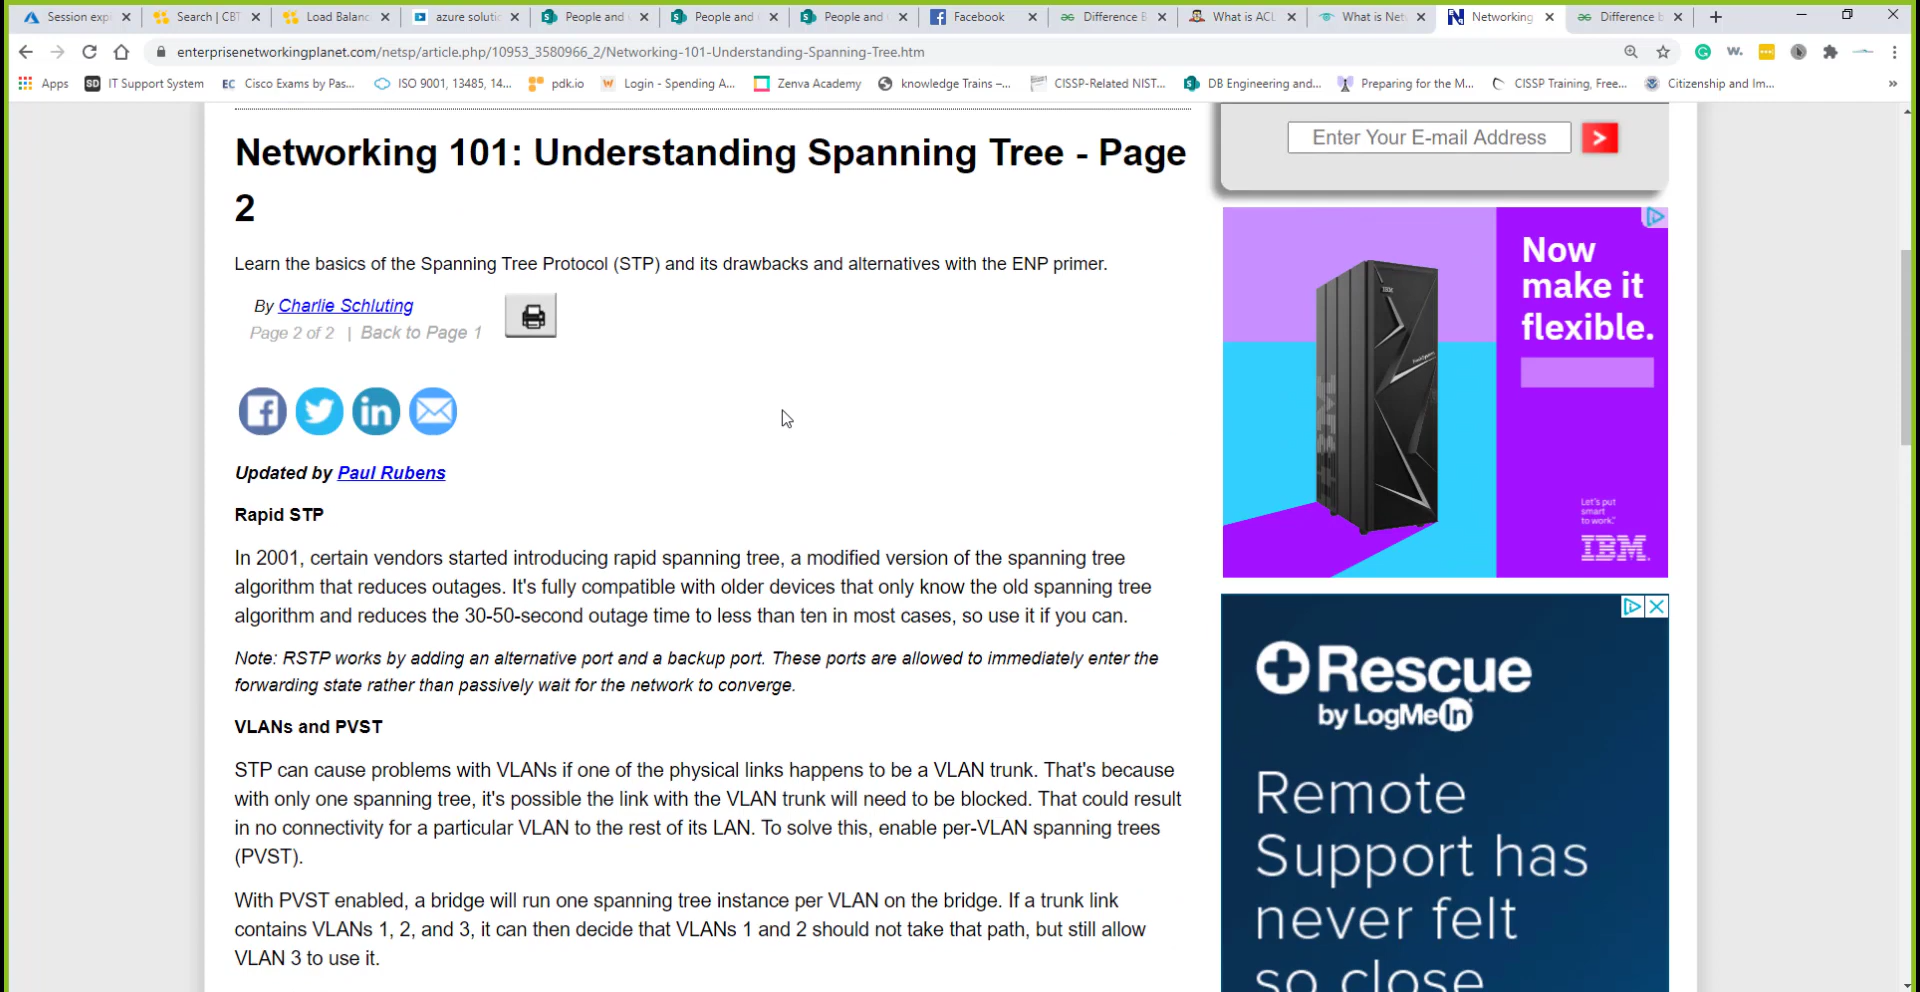 Session expi
Search | CBT
Load Balanc
azure soluti
People and
People and
People and
Facebook
Difference B
What is ACL
What is Net
Networking
Difference b
enterprisenetworkingplanet.com/netsp/article.php/10953_3580966_2/Networking-101-Understanding-Spanning-Tree.htm
Apps
SD IT Support System
EC Cisco Exams by Pas...
ISO 9001, 13485, 14...
pdk.io
Login - Spending A...
Zenva Academy
knowledge Trains –...
CISSP-Related NIST...
DB Engineering and...
Preparing for the M...
CISSP Training, Free...
Citizenship and Im...
»
Networking 101: Understanding Spanning Tree - Page
2
Learn the basics of the Spanning Tree Protocol (STP) and its drawbacks and alternatives with the ENP primer.
By Charlie Schluting
Page 2 of 2 | Back to Page 1
Updated by Paul Rubens
Rapid STP
In 2001, certain vendors started introducing rapid spanning tree, a modified version of the spanning tree
algorithm that reduces outages. It's fully compatible with older devices that only know the old spanning tree
algorithm and reduces the 30-50-second outage time to less than ten in most cases, so use it if you can.
Note: RSTP works by adding an alternative port and a backup port. These ports are allowed to immediately enter the
forwarding state rather than passively wait for the network to converge.
VLANs and PVST
STP can cause problems with VLANs if one of the physical links happens to be a VLAN trunk. That's because
with only one spanning tree, it's possible the link with the VLAN trunk will need to be blocked. That could result
in no connectivity for a particular VLAN to the rest of its LAN. To solve this, enable per-VLAN spanning trees
(PVST).
With PVST enabled, a bridge will run one spanning tree instance per VLAN on the bridge. If a trunk link
contains VLANs 1, 2, and 3, it can then decide that VLANs 1 and 2 should not take that path, but still allow
VLAN 3 to use it.
Enter Your E-mail Address
Now
make it
flexible.
IBM
Let's put
smart
to work.
IBM.
Rescue
by LogMeIn
Remote
Support has
never felt
so close